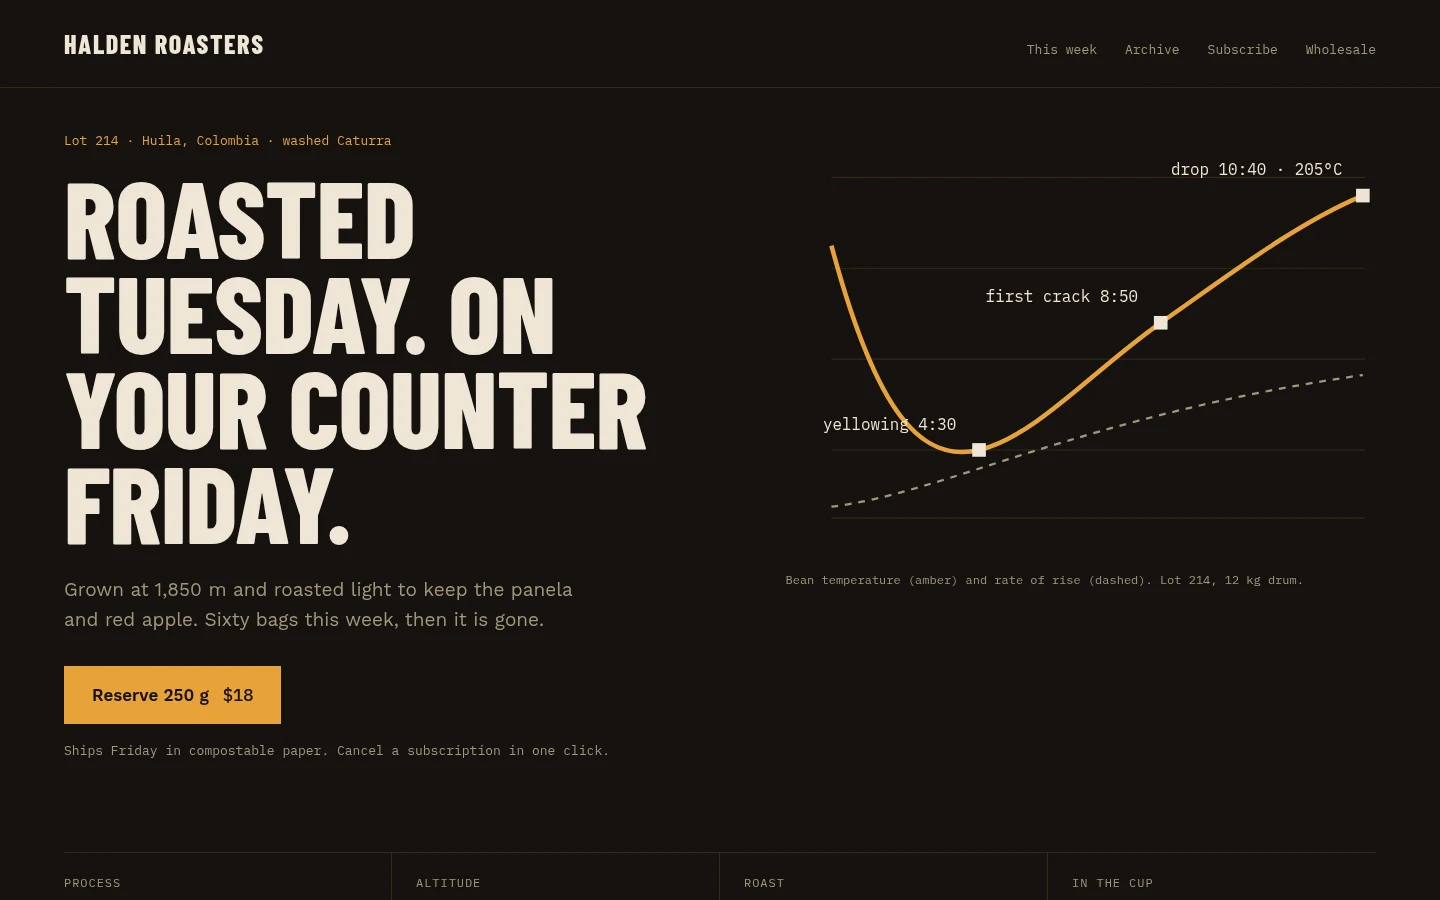 HALDEN ROASTERS
This week Archive Subscribe Wholesale
Lot 214 · Huila, Colombia · washed Caturra
ROASTED
TUESDAY. ON
YOUR COUNTER
FRIDAY.
Grown at 1,850 m and roasted light to keep the panela
and red apple. Sixty bags this week, then it is gone.
Reserve 250 g $18
Ships Friday in compostable paper. Cancel a subscription in one click.
drop 10:40 · 205°C
first crack 8:50
yellowing 4:30
Bean temperature (amber) and rate of rise (dashed). Lot 214, 12 kg drum.
PROCESS
ALTITUDE
ROAST
IN THE CUP